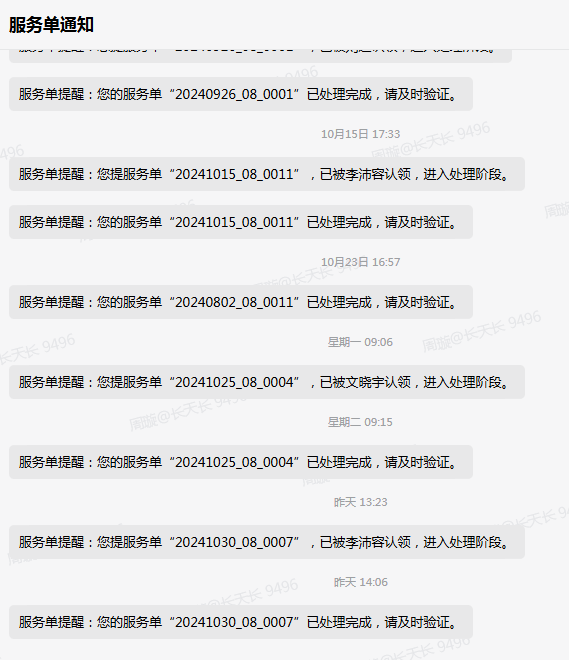 服务单通知
服务单提醒：您的服务单“20240926_08_0001”已处理完成，请及时验证。
10月15日 17:33
服务单提醒：您提服务单“20241015_08_0011”，已被李沛容认领，进入处理阶段。
服务单提醒：您的服务单“20241015_08_0011”已处理完成，请及时验证。
10月23日 16:57
服务单提醒：您的服务单“20240802_08_0011”已处理完成，请及时验证。
星期一 09:06
服务单提醒：您提服务单“20241025_08_0004”，已被文晓宇认领，进入处理阶段。
星期二 09:15
服务单提醒：您的服务单“20241025_08_0004”已处理完成，请及时验证。
昨天 13:23
服务单提醒：您提服务单“20241030_08_0007”，已被李沛容认领，进入处理阶段。
昨天 14:06
服务单提醒：您的服务单“20241030_08_0007”已处理完成，请及时验证。